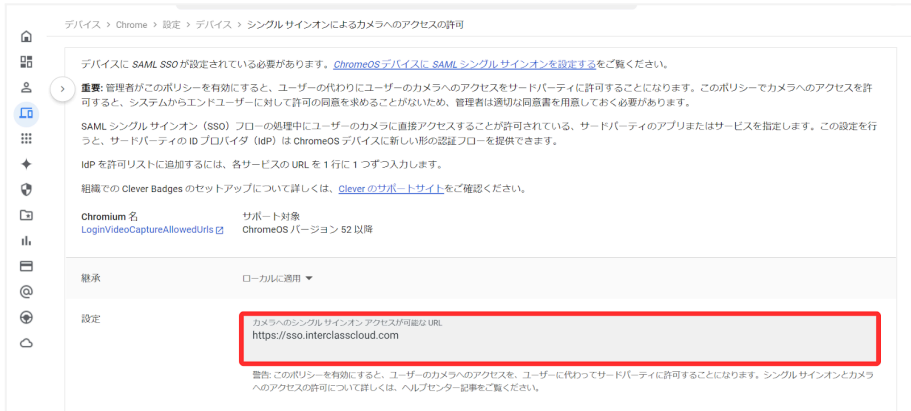 デバイス > Chrome > 設定 > デバイス > シングル サインオンによるカメラへのアクセスの許可
デバイスに SAML SSO が設定されている必要があります。ChromeOS デバイスに SAML シングル サインオンを設定するをご覧ください。
重要: 管理者がこのポリシーを有効にすると、ユーザーの代わりにユーザーのカメラへのアクセスをサードパーティに許可することになります。このポリシーでカメラへのアクセスを許
可すると、システムからエンドユーザーに対して許可の同意を求めることがないため、管理者は適切な同意書を用意しておく必要があります。
SAML シングル サインオン（SSO）フローの処理中にユーザーのカメラに直接アクセスすることが許可されている、サードパーティのアプリまたはサービスを指定します。この設定を行
うと、サードパーティの ID プロバイダ（IdP）は ChromeOS デバイスに新しい形の認証フローを提供できます。
IdP を許可リストに追加するには、各サービスの URL を 1 行に 1 つずつ入力します。
組織での Clever Badges のセットアップについて詳しくは、Clever のサポートサイトをご確認ください。
Chromium 名 サポート対象
LoginVideoCaptureAllowedUrls ChromeOS バージョン 52 以降
継承 ローカルに適用
設定
カメラへのシングル サインオン アクセスが可能な URL
https://sso.interclasscloud.com
警告: このポリシーを有効にすると、ユーザーのカメラへのアクセスを、ユーザーに代わってサードパーティに許可することになります。シングル サインオンとカメラ
へのアクセスの許可について詳しくは、ヘルプセンター記事をご覧ください。